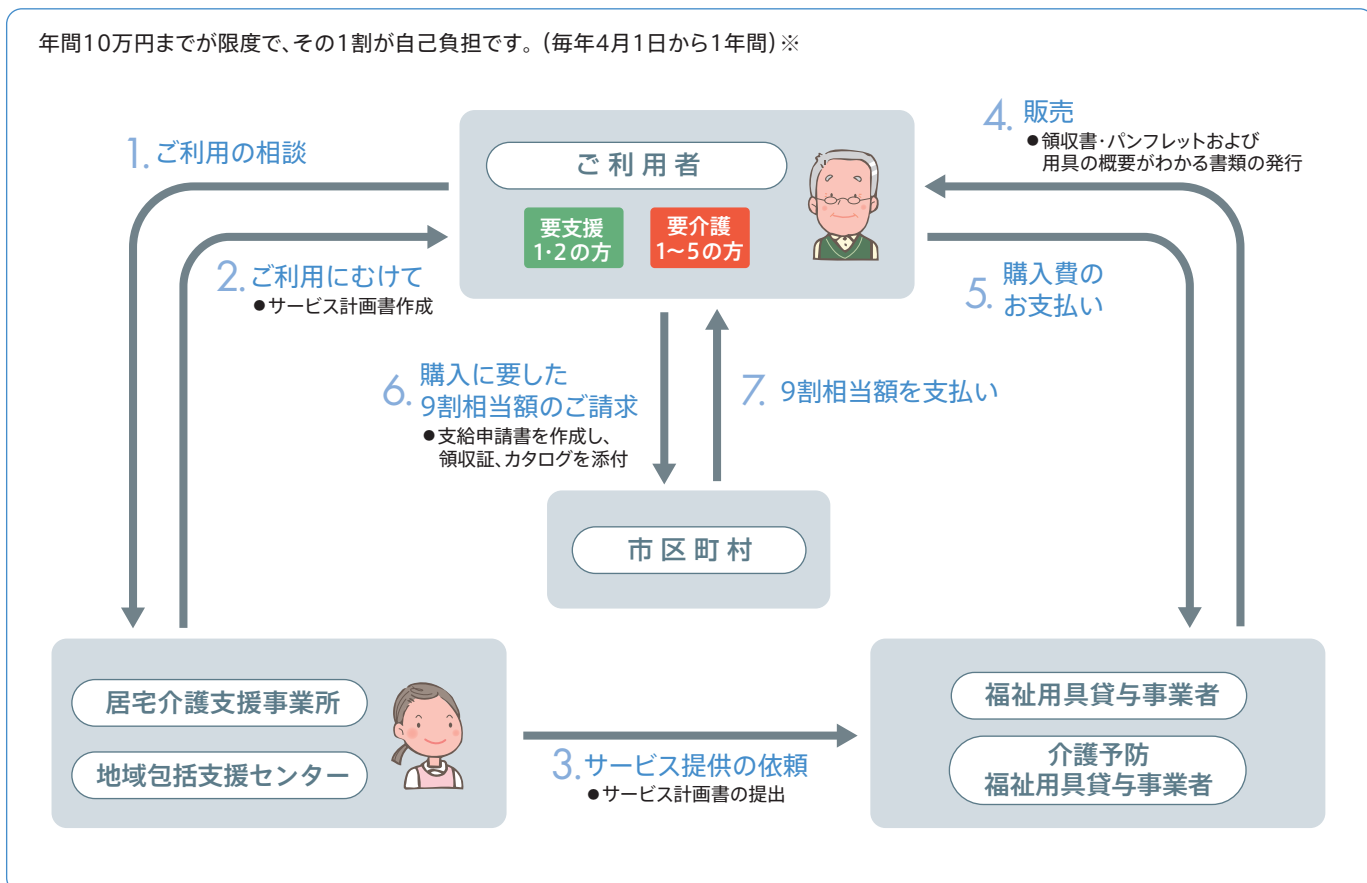 年間10万円までが限度で、その1割が自己負担です。(毎年4月1日から1年間)※
1. ご利用の相談
2. ご利用にむけて
●サービス計画書作成
ご利用者
要支援
1・2の方
要介護
1〜5の方
4. 販売
●領収書・パンフレットおよび
用具の概要がわかる書類の発行
5. 購入費の
お支払い
6. 購入に要した
9割相当額のご請求
●支給申請書を作成し、
領収証、カタログを添付
7. 9割相当額を支払い
市区町村
居宅介護支援事業所
地域包括支援センター
3. サービス提供の依頼
●サービス計画書の提出
福祉用具貸与事業者
介護予防
福祉用具貸与事業者